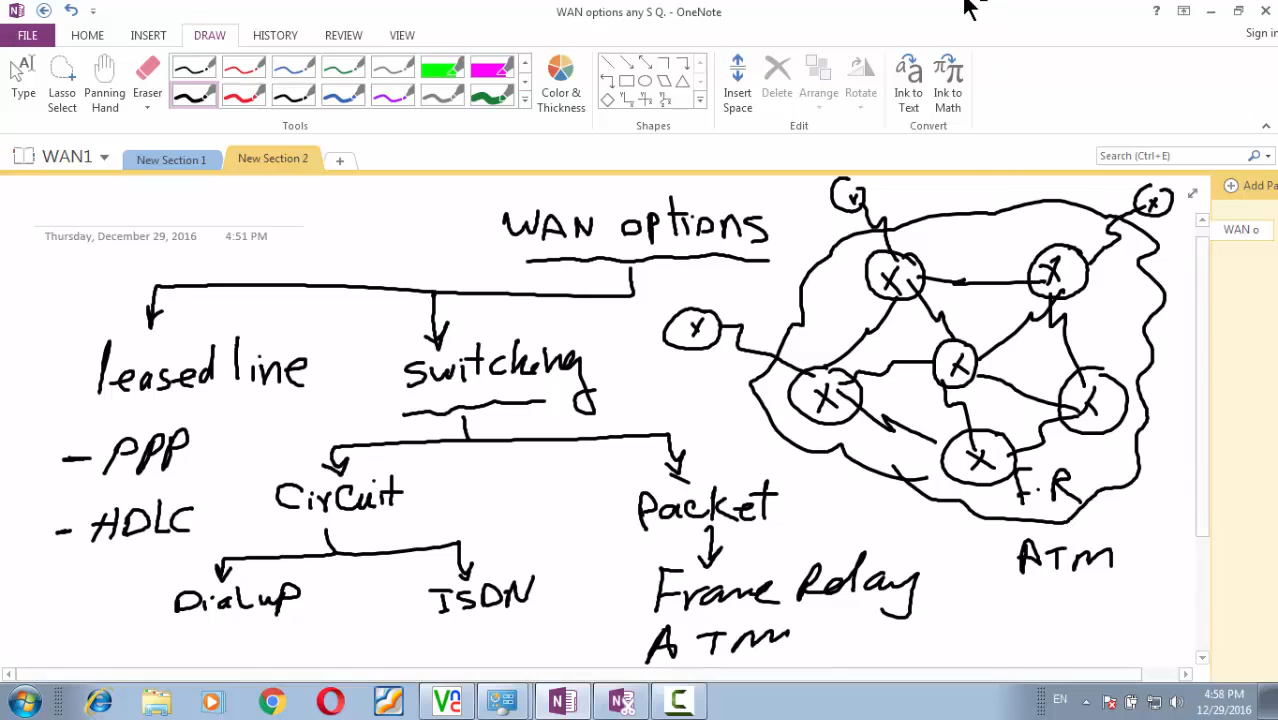 WAN options any S Q. - OneNote
FILE HOME INSERT DRAW HISTORY REVIEW VIEW
Sign in
Type
Lasso Select
Panning Hand
Eraser
Color & Thickness
Insert Space
Delete
Arrange
Rotate
Ink to Text
Ink to Math
Tools
Shapes
Edit
Convert
WAN1
New Section 1
New Section 2
Search (Ctrl+E)
Add Pa
WAN o
Thursday, December 29, 2016 4:51 PM
WAN options
leased line
switching
- PPP
- HDLC
Circuit
Packet
Dialup
ISDN
Frame Relay
ATM
X
X
X
X
X
X
X
X
F.R
ATM
EN
4:58 PM
12/29/2016